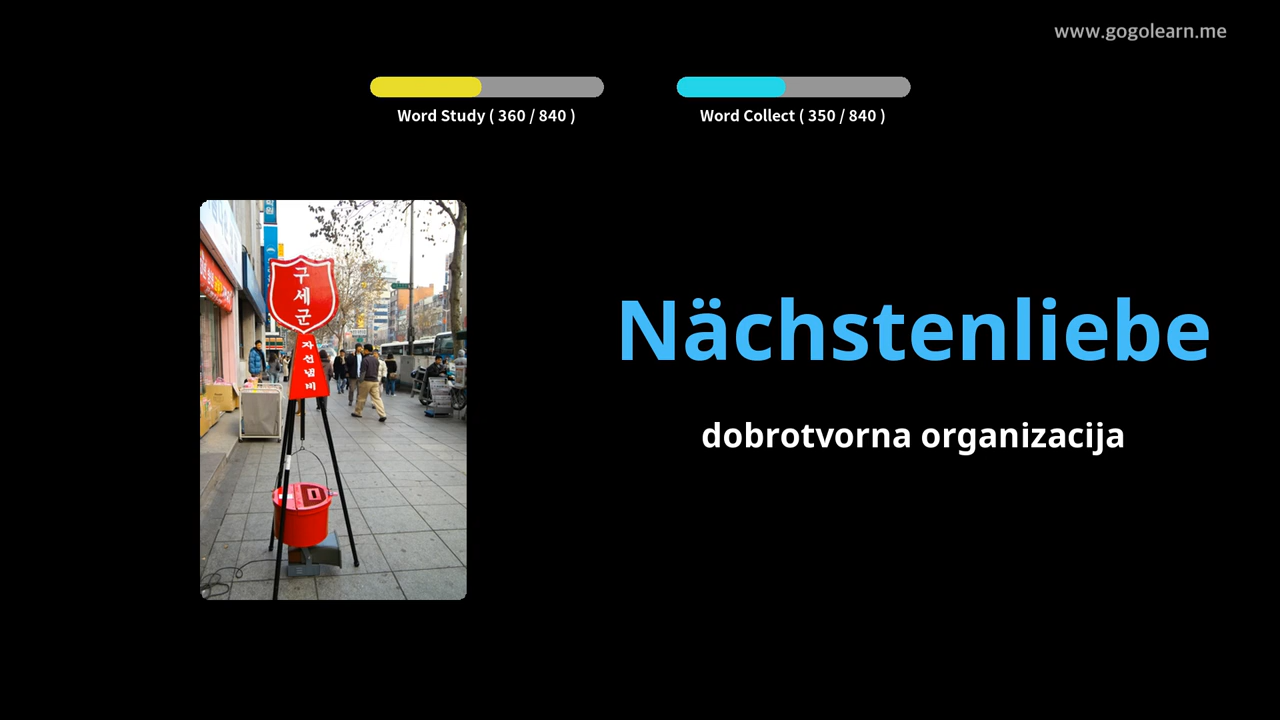 www.gogolearn.me
Word Study ( 360 / 840 )
Word Collect ( 350 / 840 )
구세군
자선냄비
Nächstenliebe
dobrotvorna organizacija